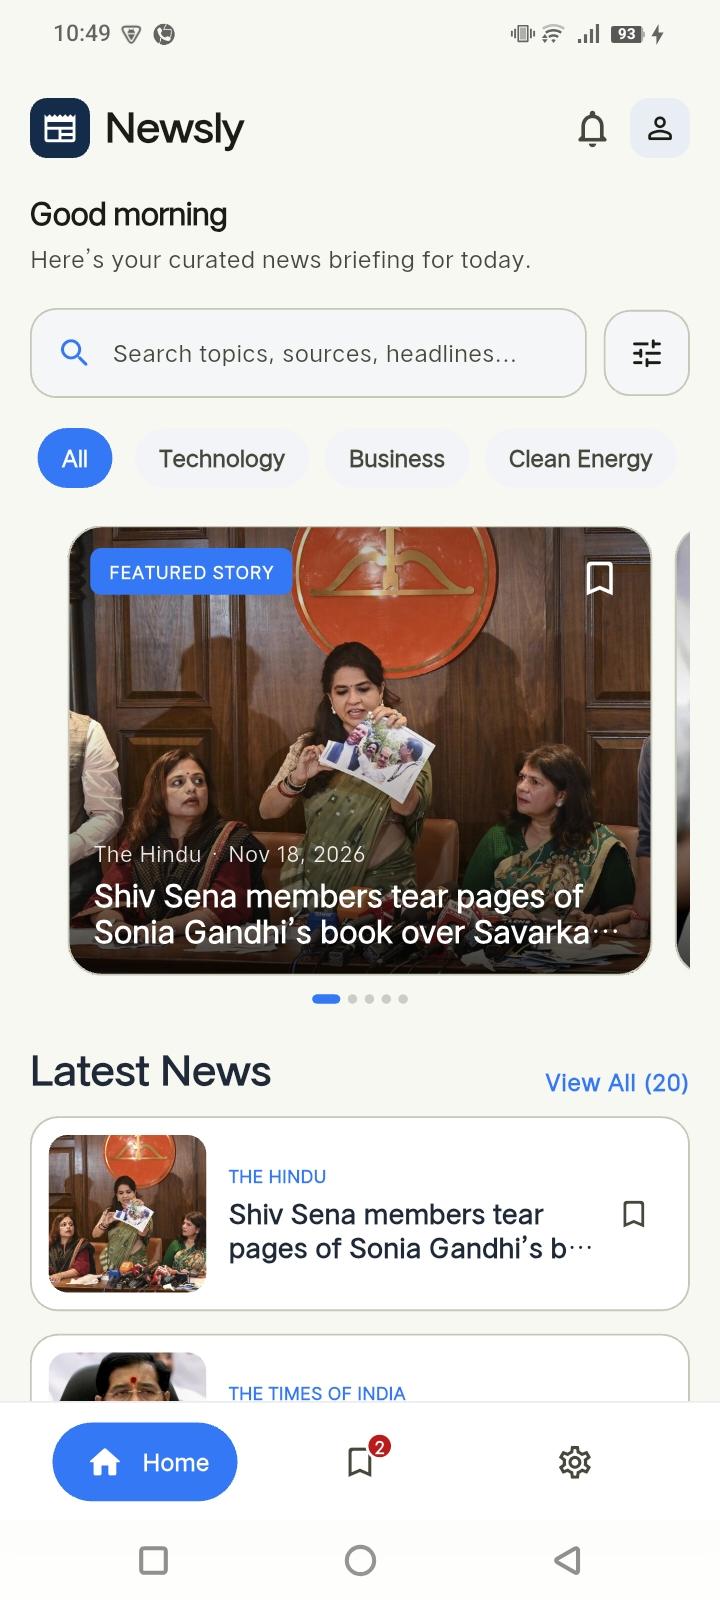 10:49
93
Newsly
Good morning
Here’s your curated news briefing for today.
Search topics, sources, headlines...
All
Technology
Business
Clean Energy
FEATURED STORY
The Hindu · Nov 18, 2026
Shiv Sena members tear pages of
Sonia Gandhi’s book over Savarka...
Latest News
View All (20)
THE HINDU
Shiv Sena members tear
pages of Sonia Gandhi’s b...
THE TIMES OF INDIA
Home
2